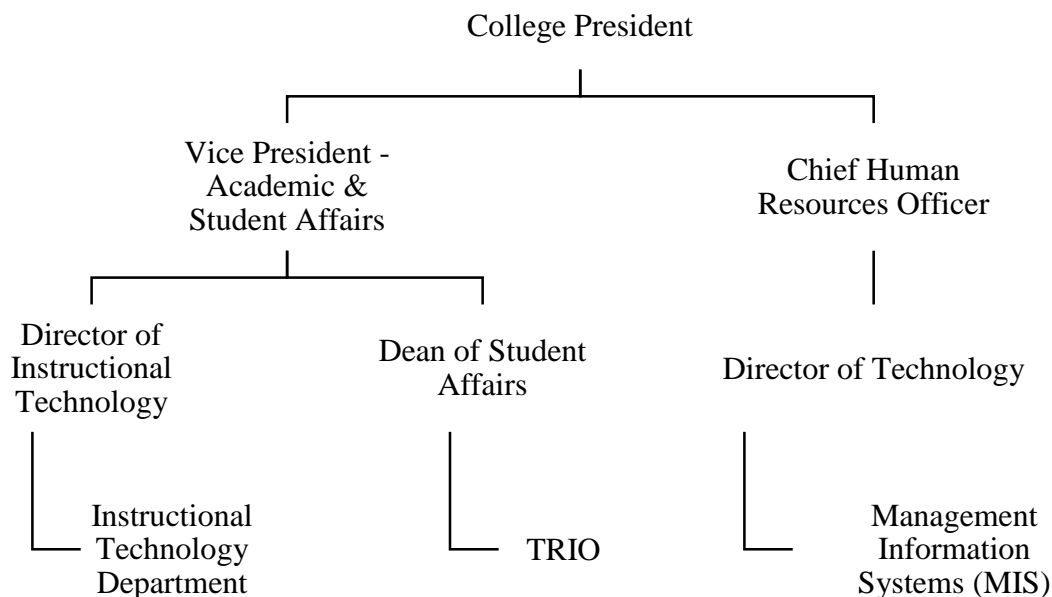 College President
Vice President -
Academic &
Student Affairs
Chief Human
Resources Officer
Director of
Instructional
Technology
Dean of Student
Affairs
Director of Technology
Instructional
Technology
Department
TRIO
Management
Information
Systems (MIS)